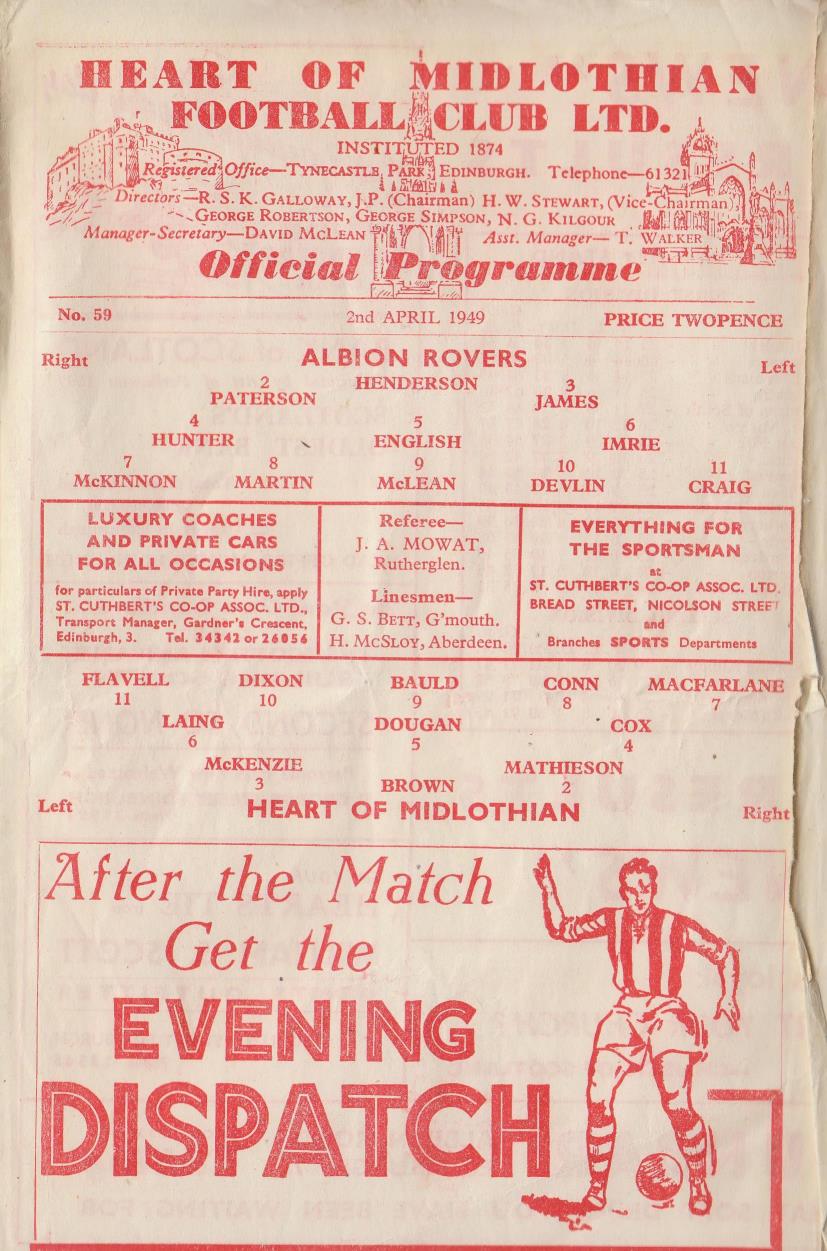 HEART OF MIDLOTHIAN
FOOTBALL CLUB LTD.
INSTITUTED 1874
Registered Office—TYNECASTLE PARK, EDINBURGH. Telephone—61321
Directors—R. S. K. GALLOWAY, J.P. (Chairman) H. W. STEWART, (Vice-Chairman)
GEORGE ROBERTSON, GEORGE SIMPSON, N. G. KILGOUR
Manager-Secretary—DAVID McLEAN Asst. Manager—T. WALKER
Official Programme
No. 59 2nd APRIL 1949 PRICE TWOPENCE
Right ALBION ROVERS Left
2 HENDERSON 3
PATERSON JAMES
4 5 6
HUNTER ENGLISH IMRIE
7 8 9 10 11
McKINNON MARTIN McLEAN DEVLIN CRAIG
LUXURY COACHES
AND PRIVATE CARS
FOR ALL OCCASIONS
for particulars of Private Party Hire, apply
ST. CUTHBERT'S CO-OP ASSOC. LTD.,
Transport Manager, Gardner's Crescent,
Edinburgh, 3. Tel. 34342 or 26056
Referee—
J. A. MOWAT,
Rutherglen.
Linesmen—
G. S. BETT, G'mouth.
H. McSLOY, Aberdeen.
EVERYTHING FOR
THE SPORTSMAN
at
ST. CUTHBERT'S CO-OP ASSOC. LTD.
BREAD STREET, NICOLSON STREET
and
Branches SPORTS Departments
FLAVELL DIXON BAULD CONN MACFARLANE
11 10 9 8 7
LAING DOUGAN COX
6 5 4
McKENZIE MATHIESON
3 BROWN 2
Left HEART OF MIDLOTHIAN Right
After the Match
Get the
EVENING
DISPATCH